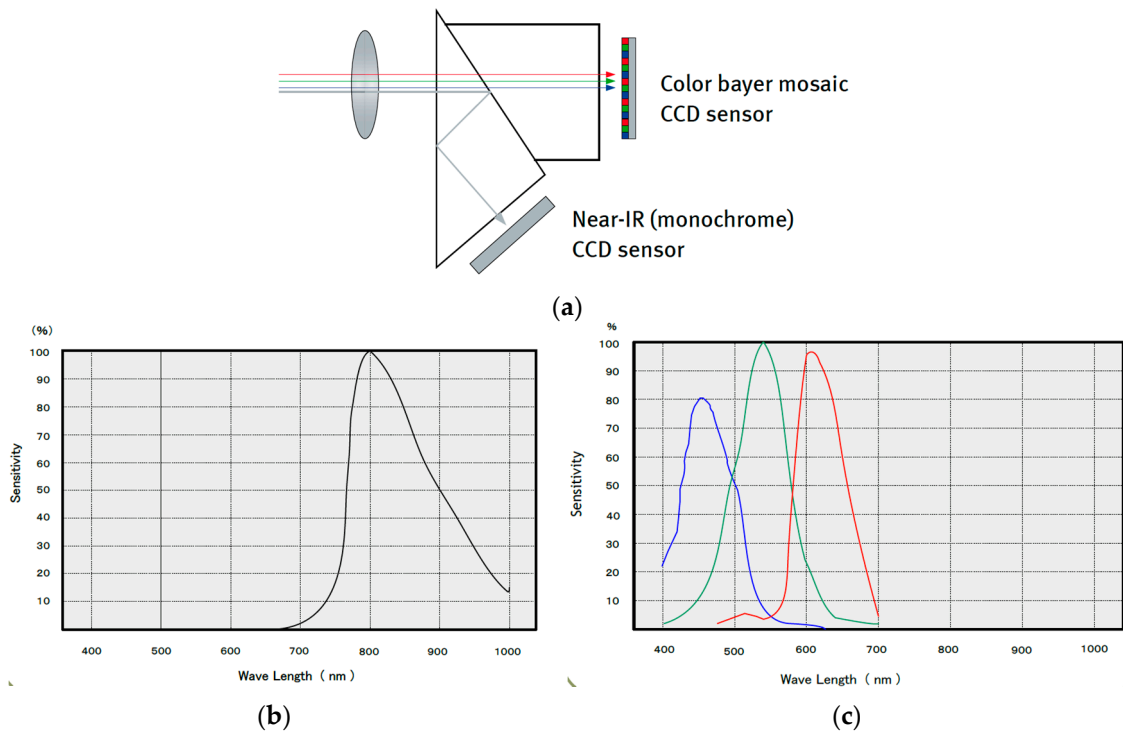 Color bayer mosaic
CCD sensor
Near-IR (monochrome)
CCD sensor
(a)
(%)
100
90
80
70
60
50
40
30
20
10
Sensitivity
400 500 600 700 800 900 1000
Wave Length ( nm )
(b)
%
100
90
80
70
60
50
40
30
20
10
Sensitivity
400 500 600 700 800 900 1000
Wave Length ( nm )
(c)